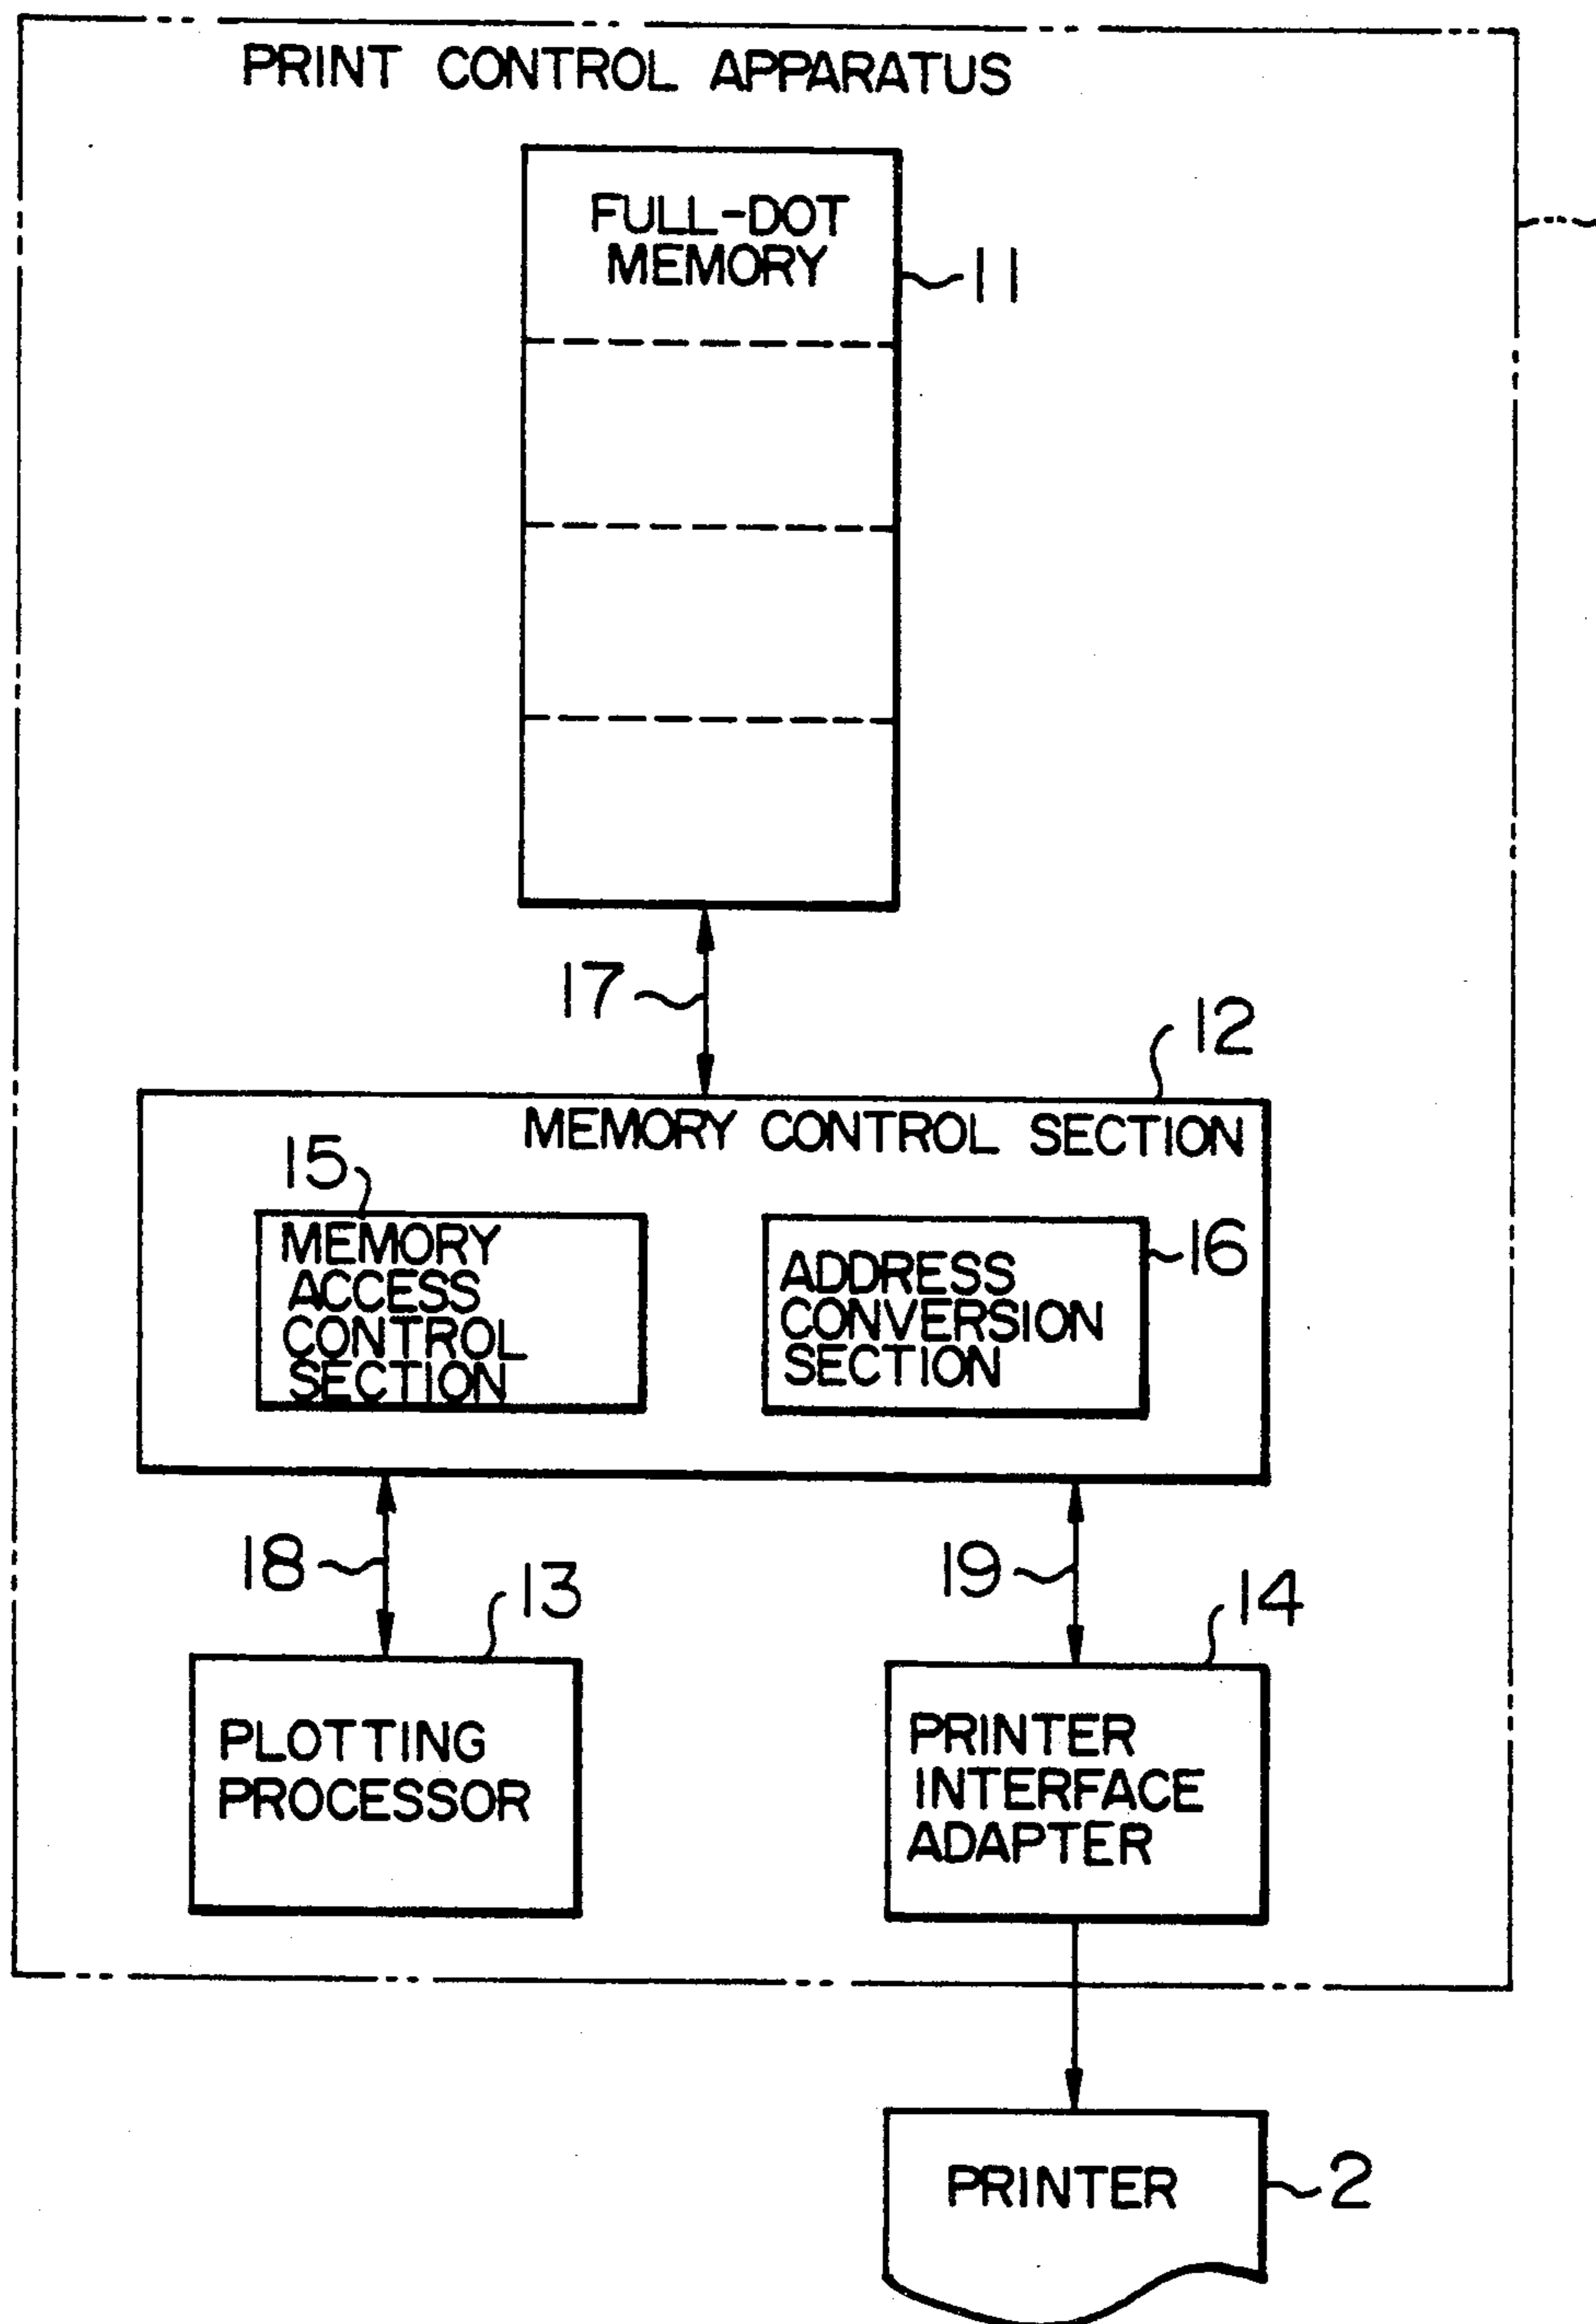 PRINT CONTROL APPARATUS
FULL-DOT
MEMORY
11
17
12
MEMORY CONTROL SECTION
15
MEMORY
ACCESS
CONTROL
SECTION
16
ADDRESS
CONVERSION
SECTION
18
13
19
14
PLOTTING
PROCESSOR
PRINTER
INTERFACE
ADAPTER
PRINTER
2